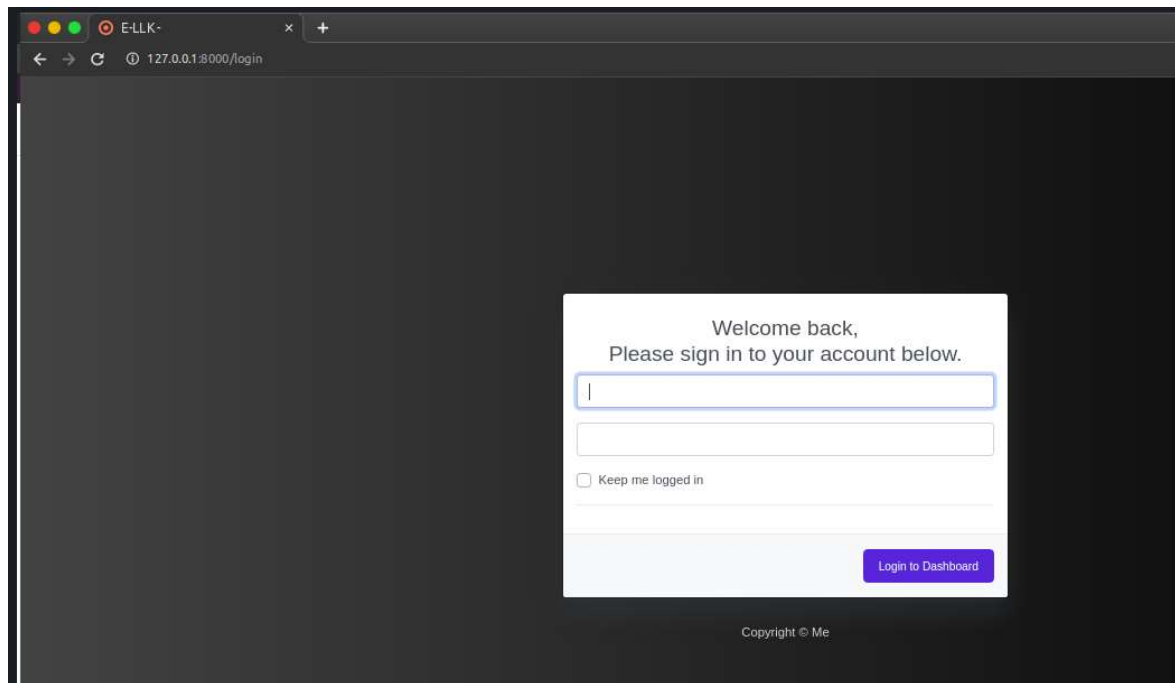 E-LLK-
127.0.0.1:8000/login
Welcome back,
Please sign in to your account below.
Keep me logged in
Login to Dashboard
Copyright © Me